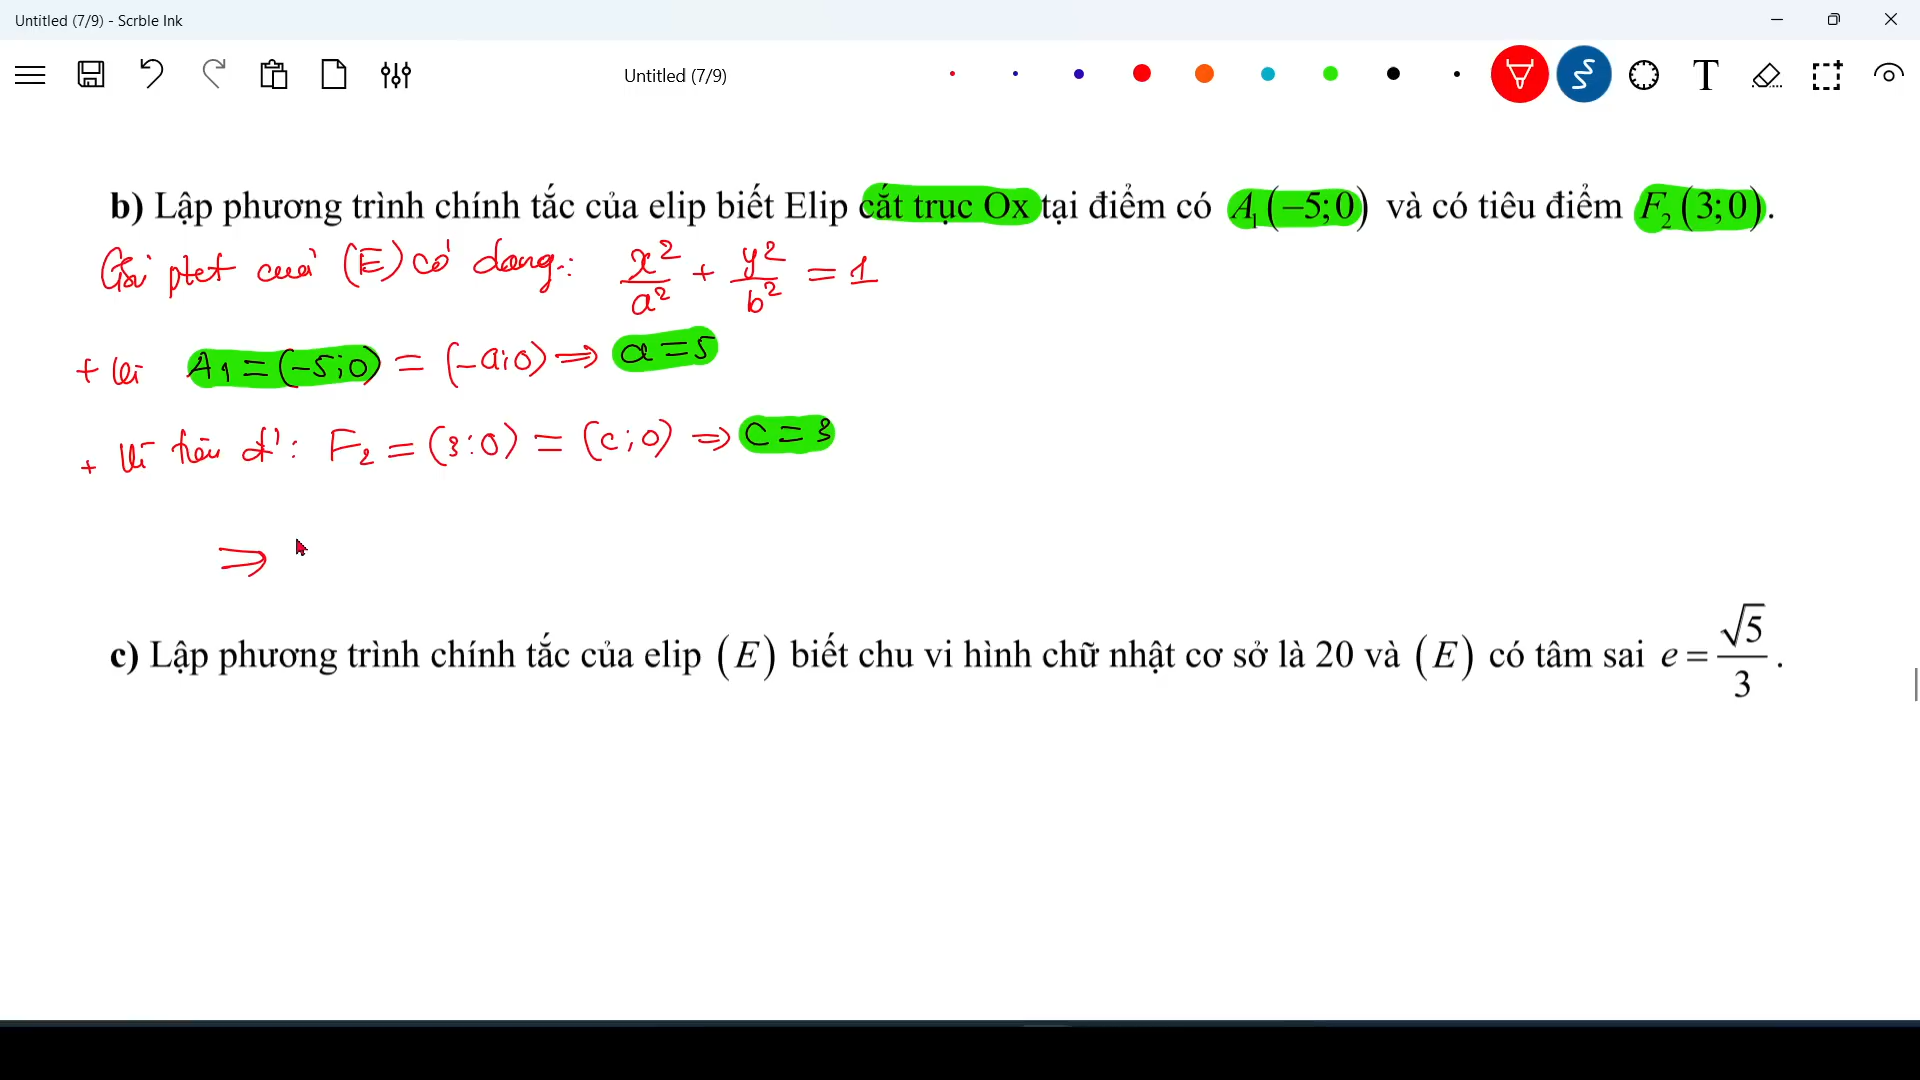 Untitled (7/9) - Scrble Ink
Untitled (7/9)
T
b) Lập phương trình chính tắc của elip biết Elip cắt trục Ox tại điểm có A₁(−5;0) và có tiêu điểm F₂(3;0).
Gọi ptct của (E) có dạng: x²/a² + y²/b² = 1
+ Vì A₁ = (−5;0) = (−a;0) ⇒ a = 5
+ Vì tiêu đ': F₂ = (3;0) = (c;0) ⇒ c = 3
⇒
c) Lập phương trình chính tắc của elip (E) biết chu vi hình chữ nhật cơ sở là 20 và (E) có tâm sai e = √5/3.